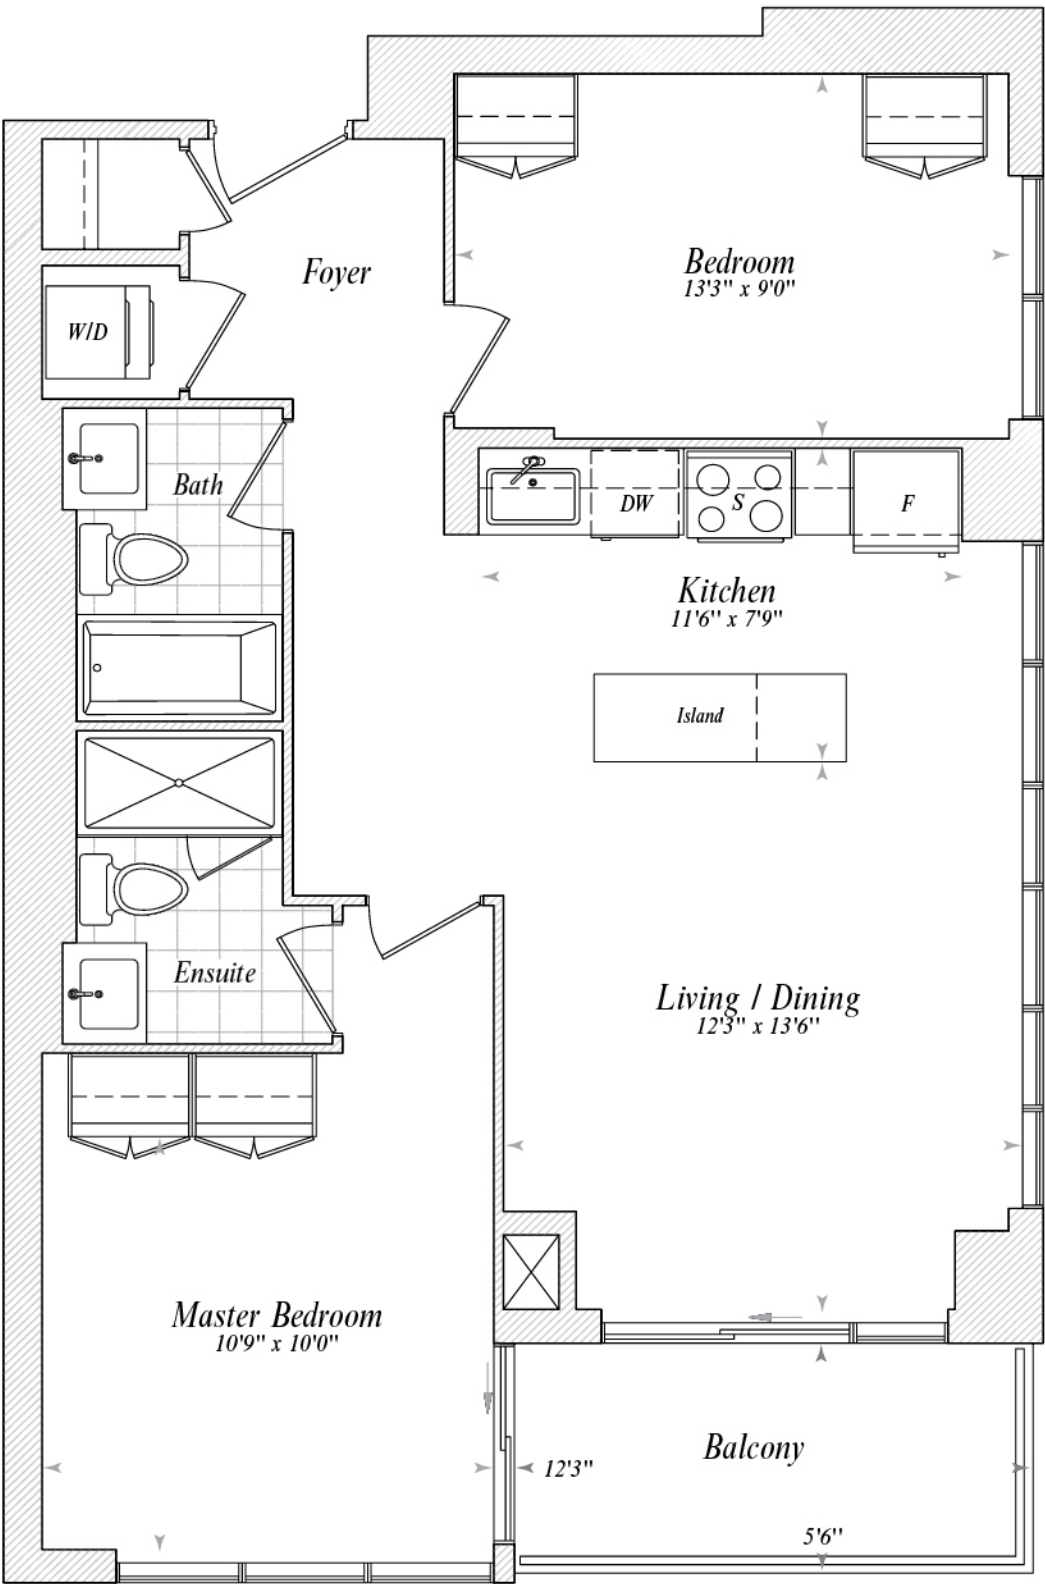 Bedroom
13'3" x 9'0"
Foyer
W/D
Bath
DW
S
F
Kitchen
11'6" x 7'9"
Island
Ensuite
Living / Dining
12'3" x 13'6"
Master Bedroom
10'9" x 10'0"
Balcony
12'3"
5'6"